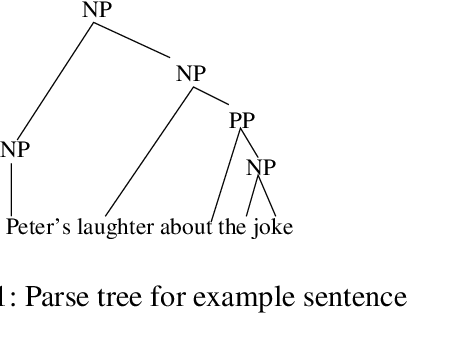 NP
NP
PP
NP
NP
Peter's laughter about the joke
1: Parse tree for example sentence